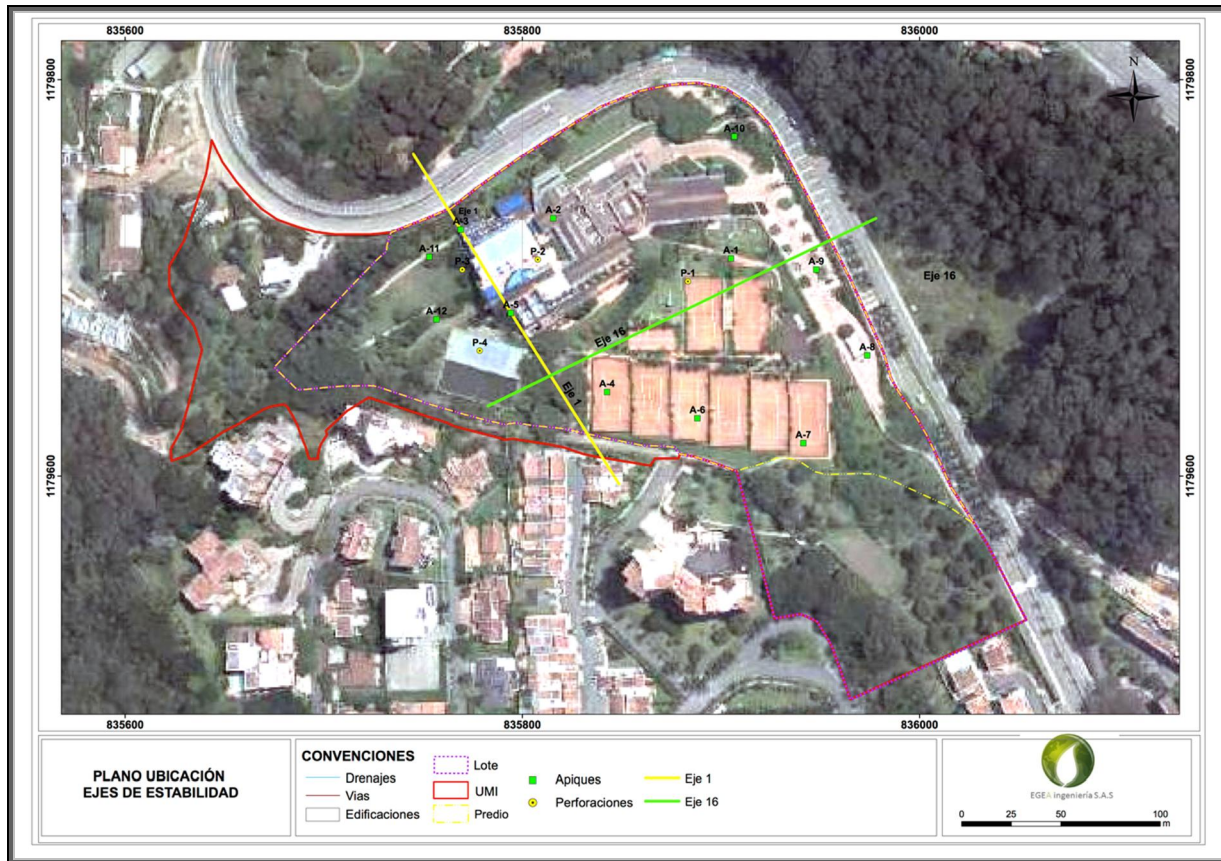 835600
835800
836000
1179800
1179800
N
A-10
Eje 1
A-3
A-2
A-11
P-3
P-2
A-1
A-9
P-1
Eje 16
A-12
A-5
P-4
Eje 16
A-8
Eje 1
A-4
A-6
A-7
1179600
1179600
835600
835800
836000
PLANO UBICACIÓN
EJES DE ESTABILIDAD
CONVENCIONES
Drenajes
Vias
Edificaciones
Lote
UMI
Predio
Apiques
Perforaciones
Eje 1
Eje 16
EGEA ingeniería S.A.S
0 25 50 100
m